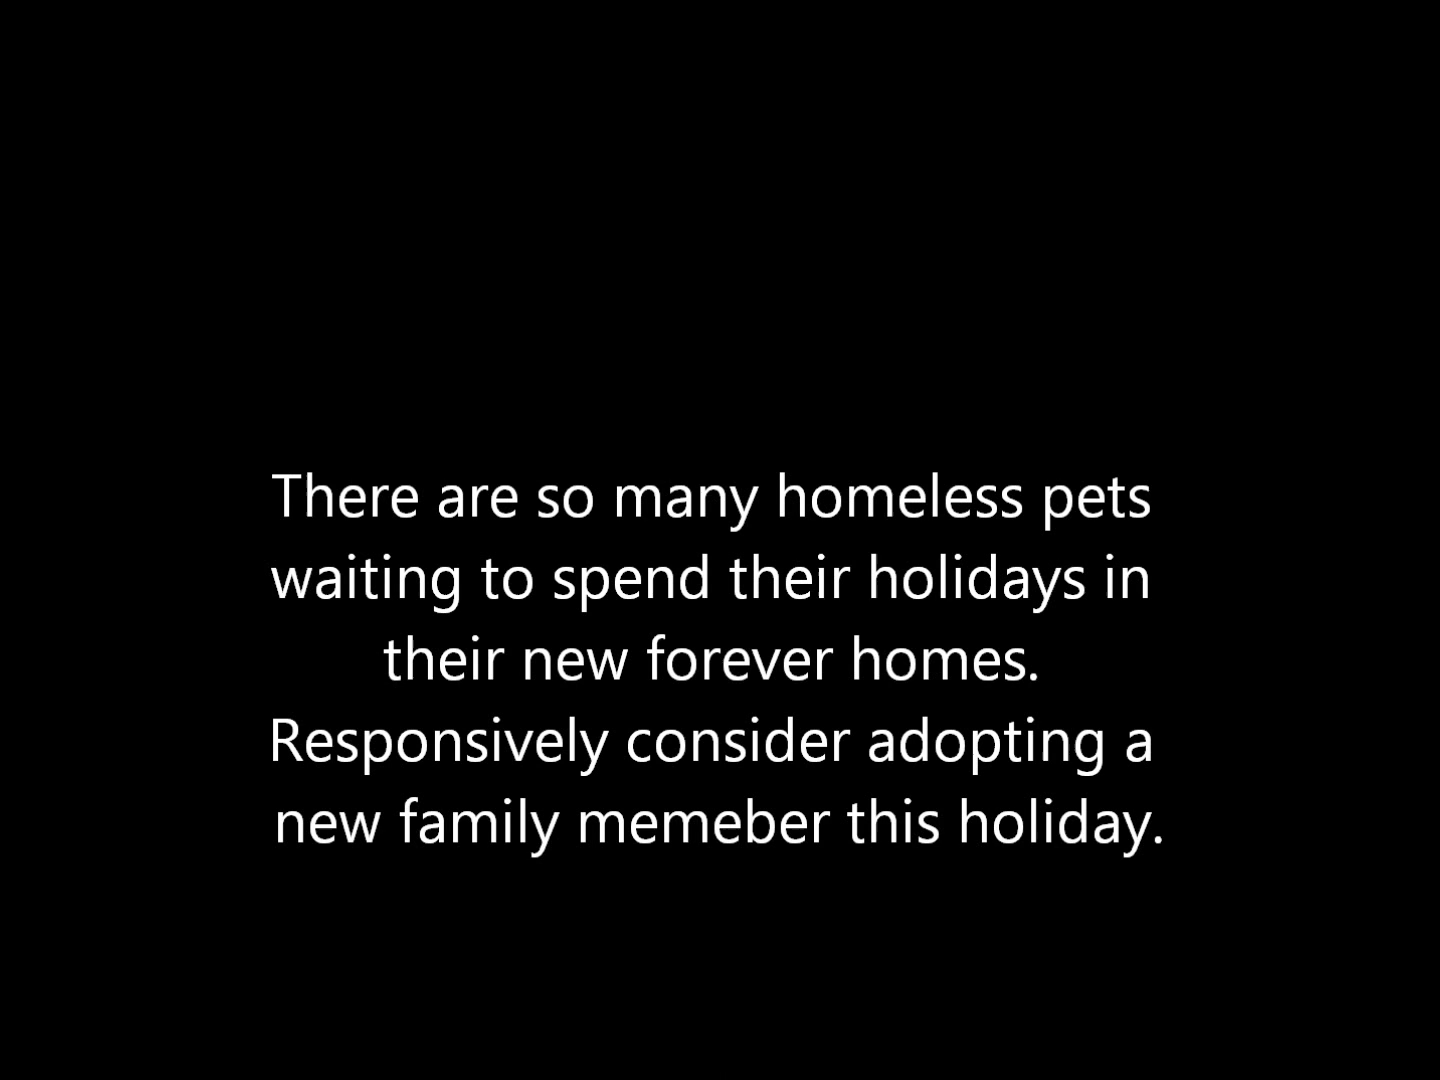 There are so many homeless pets
waiting to spend their holidays in
their new forever homes.
Responsively consider adopting a
new family memeber this holiday.